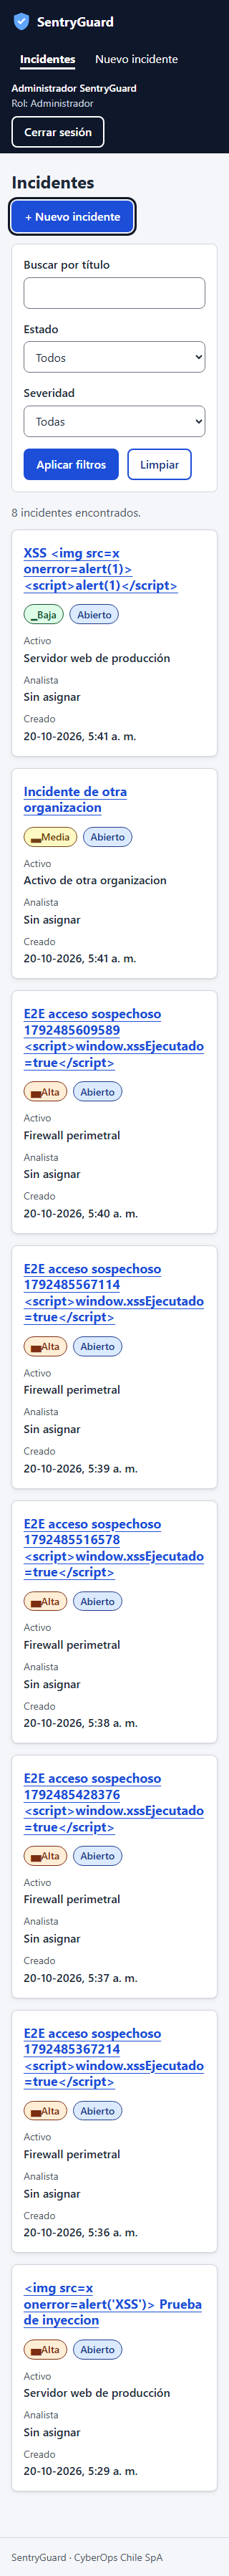 SentryGuard
Incidentes Nuevo incidente
Administrador SentryGuard
Rol: Administrador
Cerrar sesión
Incidentes
+ Nuevo incidente
Buscar por título
Estado
Todos
Severidad
Todas
Aplicar filtros Limpiar
8 incidentes encontrados.
XSS <img src=x
onerror=alert(1)>
<script>alert(1)</script>
Baja Abierto
Activo
Servidor web de producción
Analista
Sin asignar
Creado
20-10-2026, 5:41 a. m.
Incidente de otra
organizacion
Media Abierto
Activo
Activo de otra organizacion
Analista
Sin asignar
Creado
20-10-2026, 5:41 a. m.
E2E acceso sospechoso
1792485609589
<script>window.xssEjecutado
=true</script>
Alta Abierto
Activo
Firewall perimetral
Analista
Sin asignar
Creado
20-10-2026, 5:40 a. m.
E2E acceso sospechoso
1792485567114
<script>window.xssEjecutado
=true</script>
Alta Abierto
Activo
Firewall perimetral
Analista
Sin asignar
Creado
20-10-2026, 5:39 a. m.
E2E acceso sospechoso
1792485516578
<script>window.xssEjecutado
=true</script>
Alta Abierto
Activo
Firewall perimetral
Analista
Sin asignar
Creado
20-10-2026, 5:38 a. m.
E2E acceso sospechoso
1792485428376
<script>window.xssEjecutado
=true</script>
Alta Abierto
Activo
Firewall perimetral
Analista
Sin asignar
Creado
20-10-2026, 5:37 a. m.
E2E acceso sospechoso
1792485367214
<script>window.xssEjecutado
=true</script>
Alta Abierto
Activo
Firewall perimetral
Analista
Sin asignar
Creado
20-10-2026, 5:36 a. m.
<img src=x
onerror=alert('XSS')> Prueba
de inyeccion
Alta Abierto
Activo
Servidor web de producción
Analista
Sin asignar
Creado
20-10-2026, 5:29 a. m.
SentryGuard · CyberOps Chile SpA